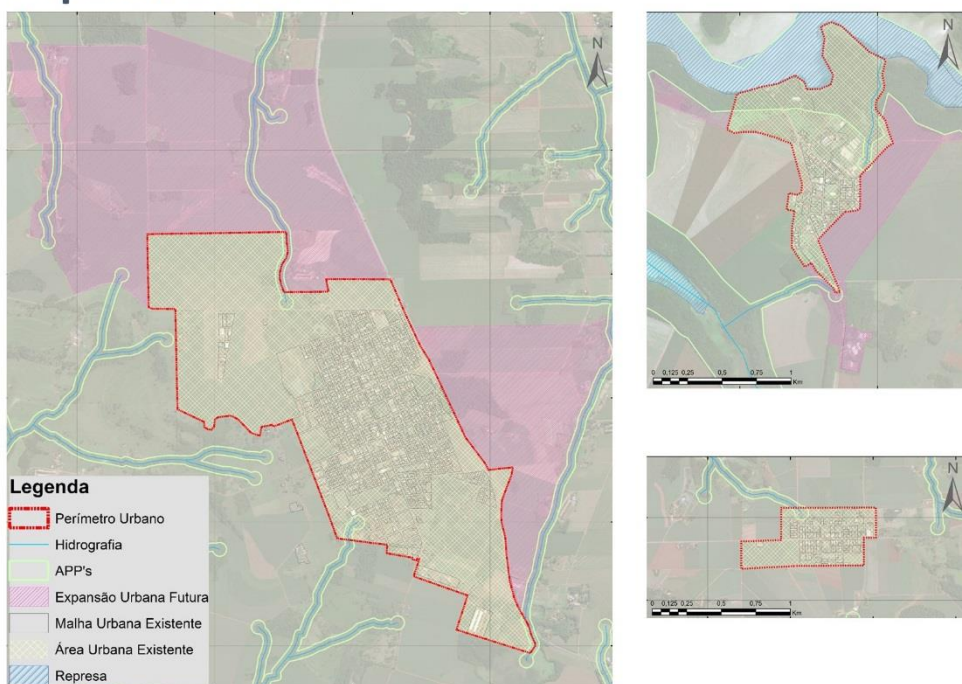 N
Legenda
Perímetro Urbano
Hidrografia
APP's
Expansão Urbana Futura
Malha Urbana Existente
Área Urbana Existente
Represa
N
0 0,125 0,25 0,5 0,75 1
Km
N
0 0,125 0,25 0,5 0,75 1
Km